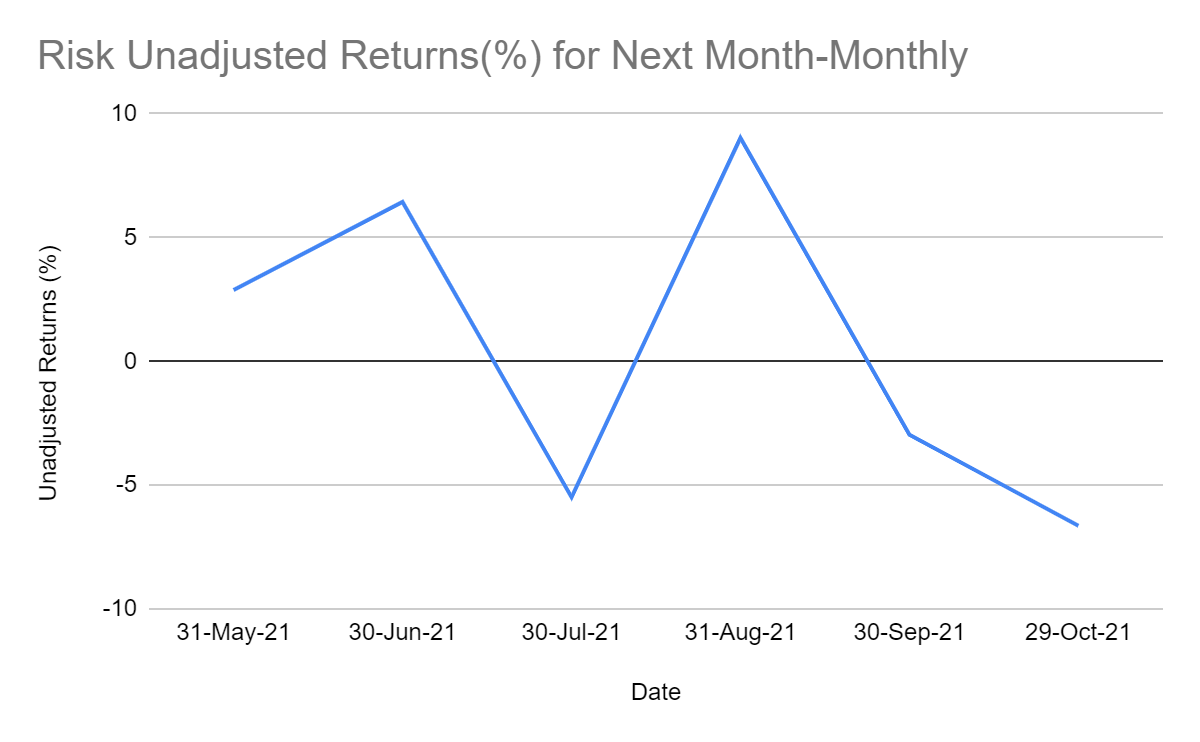 Risk Unadjusted Returns(%) for Next Month-Monthly
10
5
0
-5
-10
Unadjusted Returns (%)
31-May-21
30-Jun-21
30-Jul-21
31-Aug-21
30-Sep-21
29-Oct-21
Date